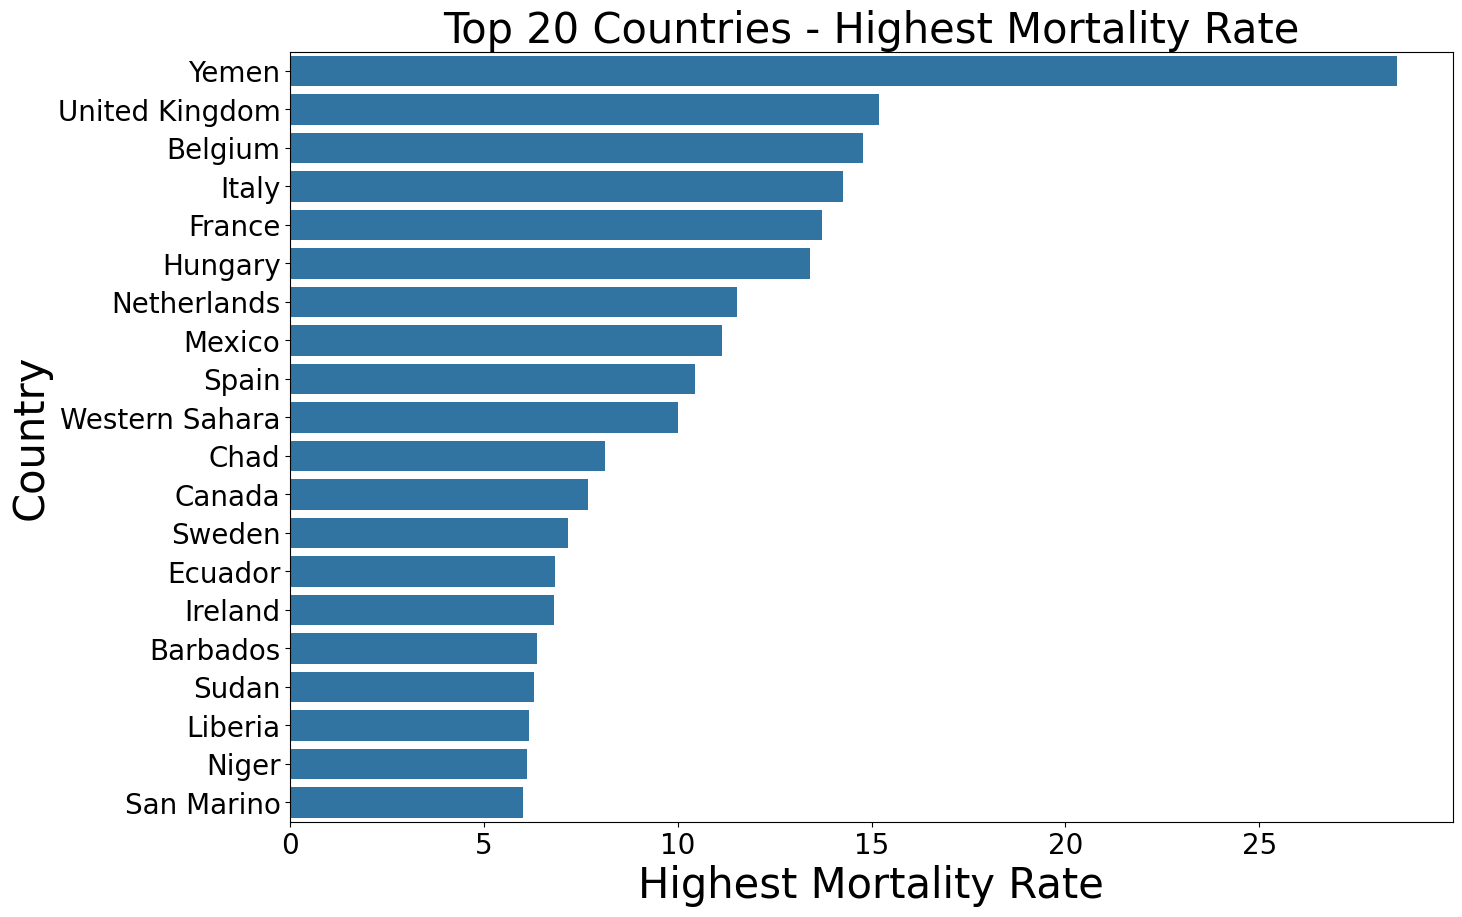 Top 20 Countries - Highest Mortality Rate
Country
Yemen
United Kingdom
Belgium
Italy
France
Hungary
Netherlands
Mexico
Spain
Western Sahara
Chad
Canada
Sweden
Ecuador
Ireland
Barbados
Sudan
Liberia
Niger
San Marino
0 5 10 15 20 25
Highest Mortality Rate